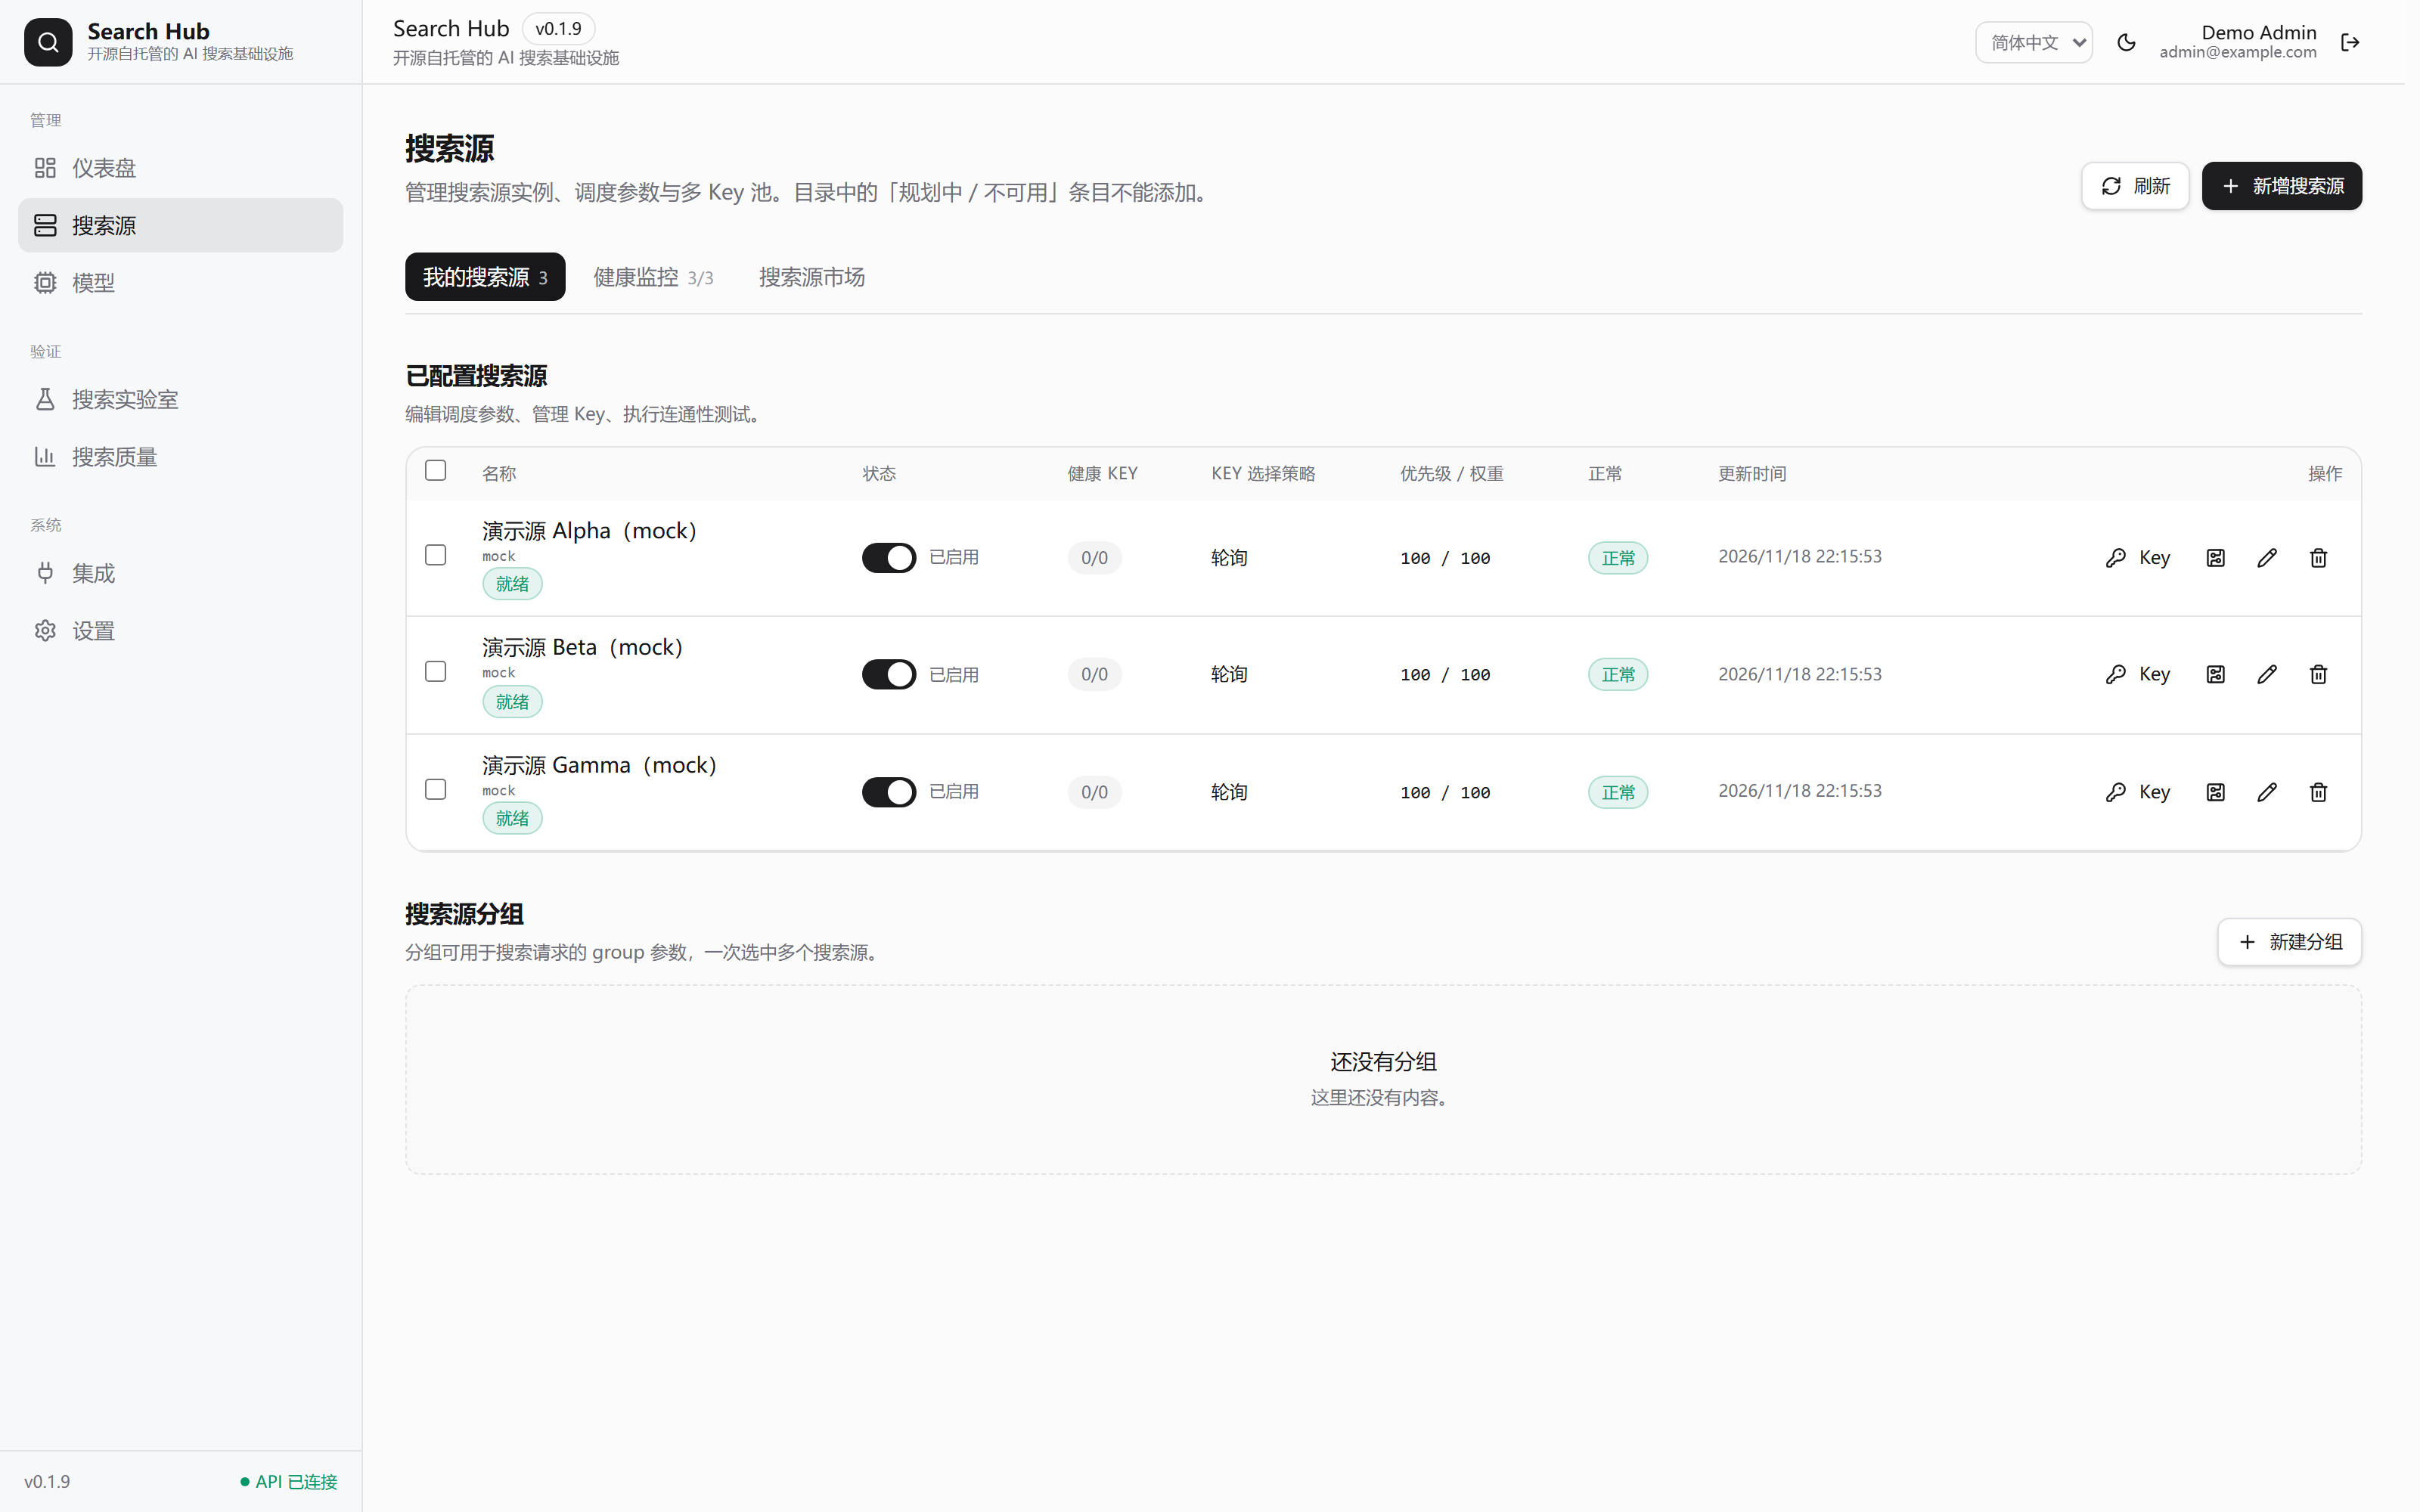 Search Hub
开源自托管的 AI 搜索基础设施
管理
仪表盘
搜索源
模型
验证
搜索实验室
搜索质量
系统
集成
设置
v0.1.9
API 已连接
Search Hub v0.1.9
开源自托管的 AI 搜索基础设施
简体中文
Demo Admin
admin@example.com
搜索源
管理搜索源实例、调度参数与多 Key 池。目录中的「规划中 / 不可用」条目不能添加。
刷新
新增搜索源
我的搜索源 3 健康监控 3/3 搜索源市场
已配置搜索源
编辑调度参数、管理 Key、执行连通性测试。
名称 状态 健康 KEY KEY 选择策略 优先级 / 权重 正常 更新时间 操作
演示源 Alpha（mock）
mock
就绪
已启用 0/0 轮询 100 / 100 正常 2026/11/18 22:15:53 Key
演示源 Beta（mock）
mock
就绪
已启用 0/0 轮询 100 / 100 正常 2026/11/18 22:15:53 Key
演示源 Gamma（mock）
mock
就绪
已启用 0/0 轮询 100 / 100 正常 2026/11/18 22:15:53 Key
搜索源分组
分组可用于搜索请求的 group 参数，一次选中多个搜索源。
新建分组
还没有分组
这里还没有内容。